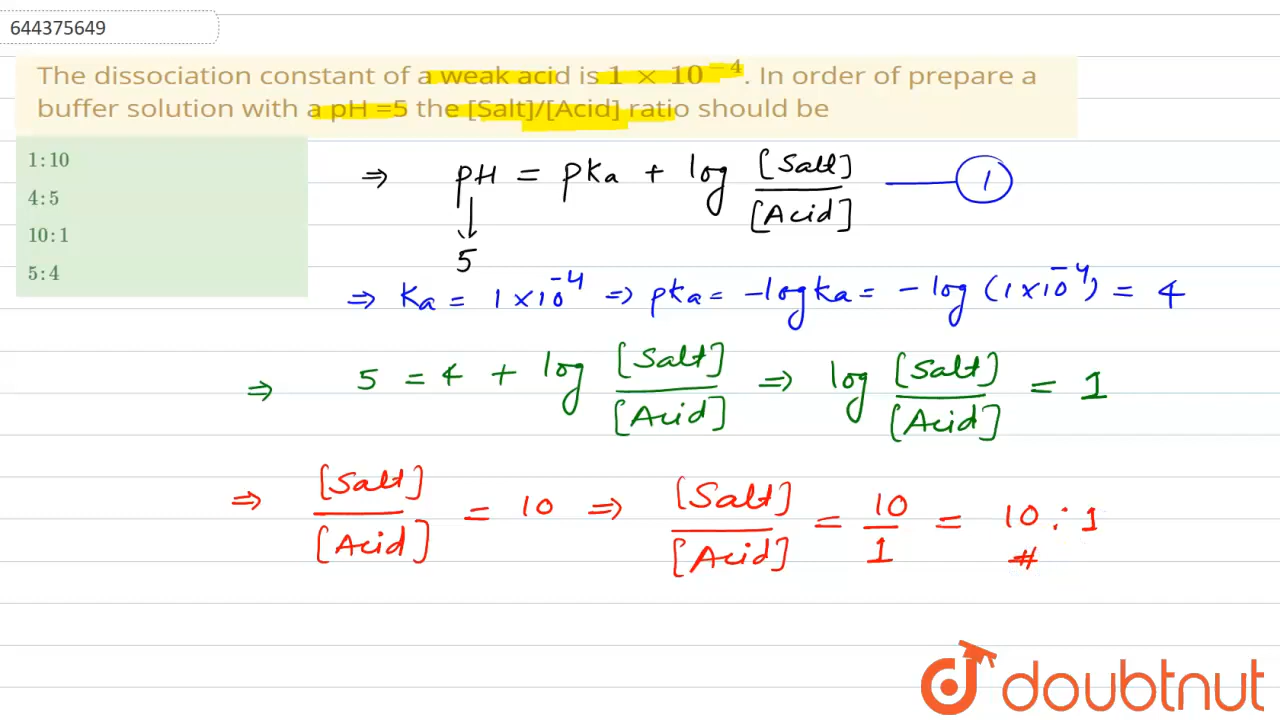 644375649
The dissociation constant of a weak acid is 1 × 10⁻⁴. In order of prepare a
buffer solution with a pH =5 the [Salt]/[Acid] ratio should be
1 : 10
4 : 5
10 : 1
5 : 4
⇒ pH = pKa + log [Salt]/[Acid] — 1
↓
5
⇒ Ka = 1×10⁻⁴ ⇒ pKa = -log Ka = -log (1×10⁻⁴) = 4
⇒ 5 = 4 + log [Salt]/[Acid] ⇒ log [Salt]/[Acid] = 1
⇒ [Salt]/[Acid] = 10 ⇒ [Salt]/[Acid] = 10/1 = 10 : 1
doubtnut